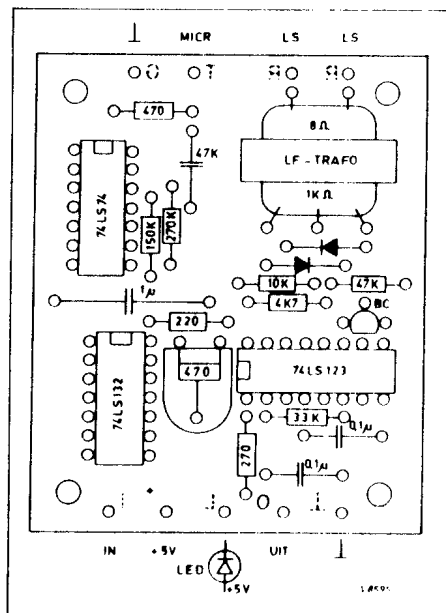 ⊥ MICR LS LS
470
8Ω
LF-TRAFO
1KΩ
47K
74LS74
150K
270K
10K
47K
4K7
1µ
BC
220
470
74LS123
74LS132
33K
0,1µ
270
0,1µ
IN +5V UIT ⊥
LED
+5V